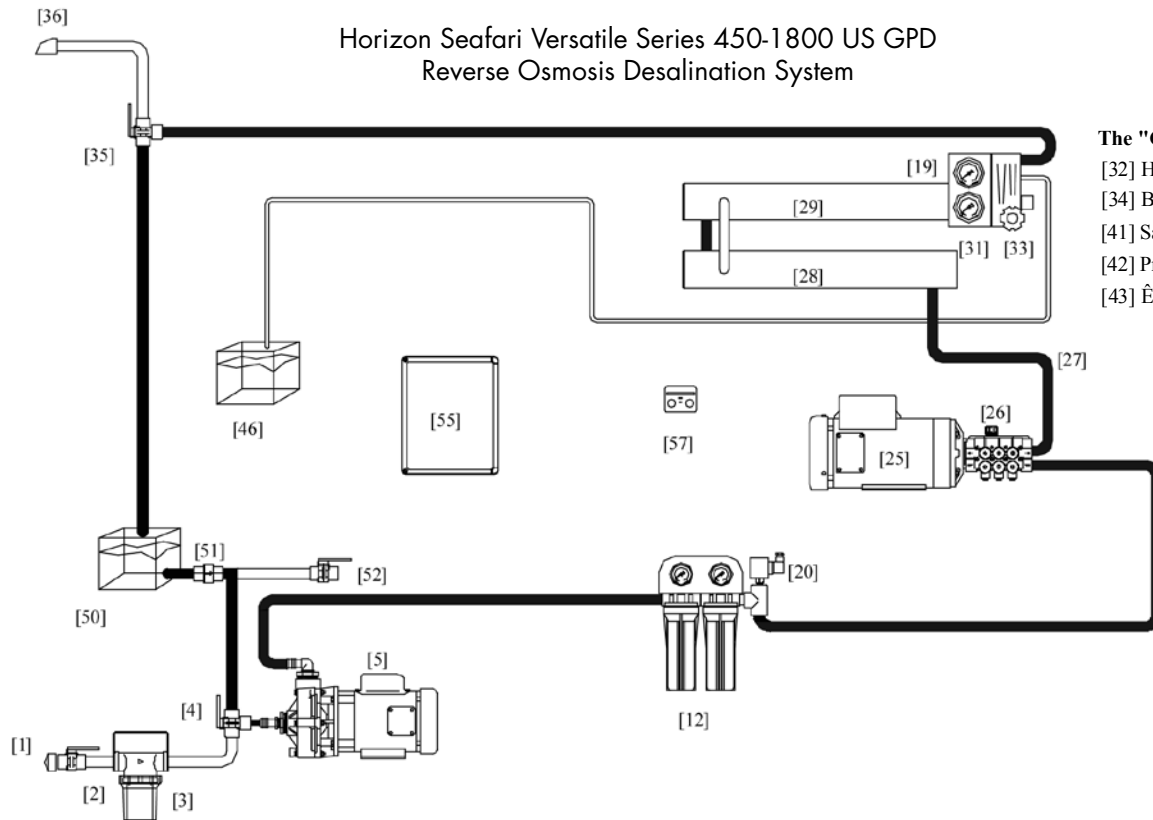 [36]
Horizon Seafari Versatile Series 450-1800 US GPD
Reverse Osmosis Desalination System
[35]
[19]
[29]
[31]
[33]
[28]
The "
[32] H
[34] B
[41] Sa
[42] P
[43] Ê
[27]
[46]
[55]
[57]
[26]
[25]
[51]
[52]
[50]
[20]
[5]
[12]
[4]
[1]
[2]
[3]